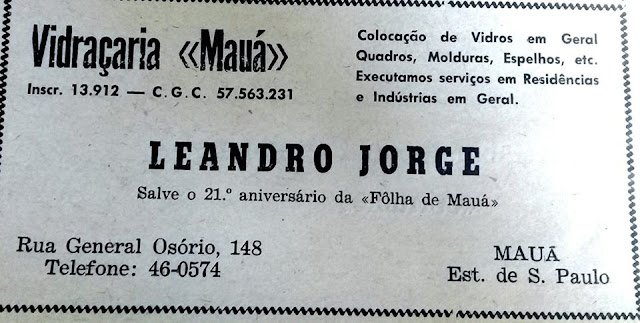 Vidraçaria «Mauá»
Inscr. 13.912 — C. G. C. 57.563.231
Colocação de Vidros em Geral
Quadros, Molduras, Espelhos, etc.
Executamos serviços em Residências
e Indústrias em Geral.
LEANDRO JORGE
Salve o 21.º aniversário da «Fôlha de Mauá»
Rua General Osório, 148
Telefone: 46-0574
MAUÁ
Est. de S. Paulo